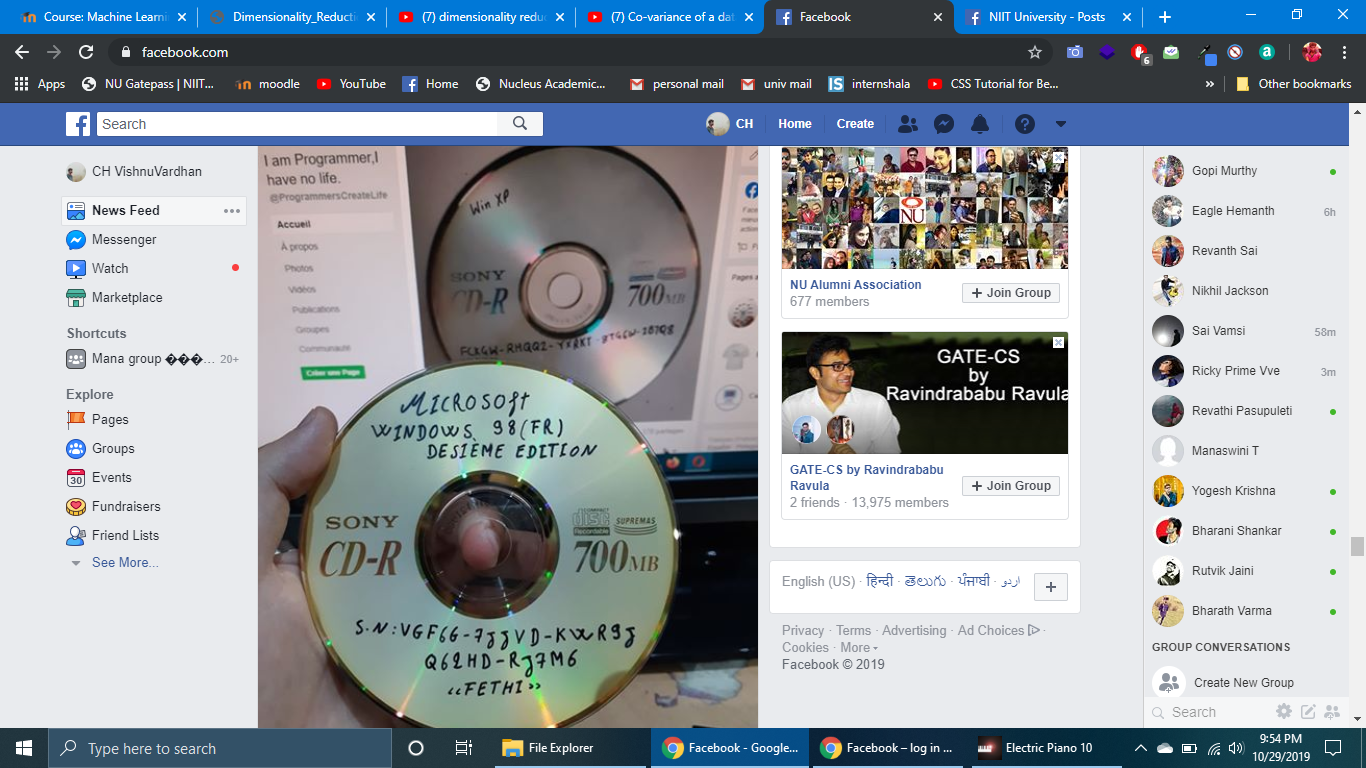 Course: Machine Learni
Dimensionality_Reducti
(7) dimensionality redu
(7) Co-variance of a dat
Facebook
NIIT University - Posts
facebook.com
6
Apps
NU Gatepass | NIIT...
moodle
YouTube
Home
Nucleus Academic...
personal mail
univ mail
IS internshala
CSS Tutorial for Be...
»
Other bookmarks
Search
CH
Home
Create
CH VishnuVardhan
News Feed
Messenger
Watch
Marketplace
Shortcuts
Mana group ���... 20+
Explore
Pages
Groups
30 Events
Fundraisers
Friend Lists
See More...
I am Programmer,I
have no life.
@ProgrammersCreateLife
Accueil
À propos
Photos
Vidéos
Publications
Groupes
Communauté
Créer une Page
Win XP
SONY
CD-R
700MB
MICROSOft
WINDOWS 98(FR)
DESIEME EDITION
SONY
CD-R
disc
Recordable
SUPREMAS
700MB
S.N:VGF6G-7JJVD-KWR9J
Q62HD-RJ7M6
«FETHI»
NU
NU Alumni Association
677 members
Join Group
GATE-CS
by
Ravindrababu Ravula
GATE-CS by Ravindrababu
Ravula
2 friends · 13,975 members
Join Group
English (US) · हिन्दी · తెలుగు · ਪੰਜਾਬੀ · اردو
Privacy · Terms · Advertising · Ad Choices ·
Cookies · More
Facebook © 2019
Gopi Murthy
Eagle Hemanth 6h
Revanth Sai
Nikhil Jackson
Sai Vamsi 58m
Ricky Prime Vve 3m
Revathi Pasupuleti
Manaswini T
Yogesh Krishna
Bharani Shankar
Rutvik Jaini
Bharath Varma
GROUP CONVERSATIONS
Create New Group
Search
Type here to search
File Explorer
Facebook - Google...
Facebook – log in ...
Electric Piano 10
9:54 PM
10/29/2019